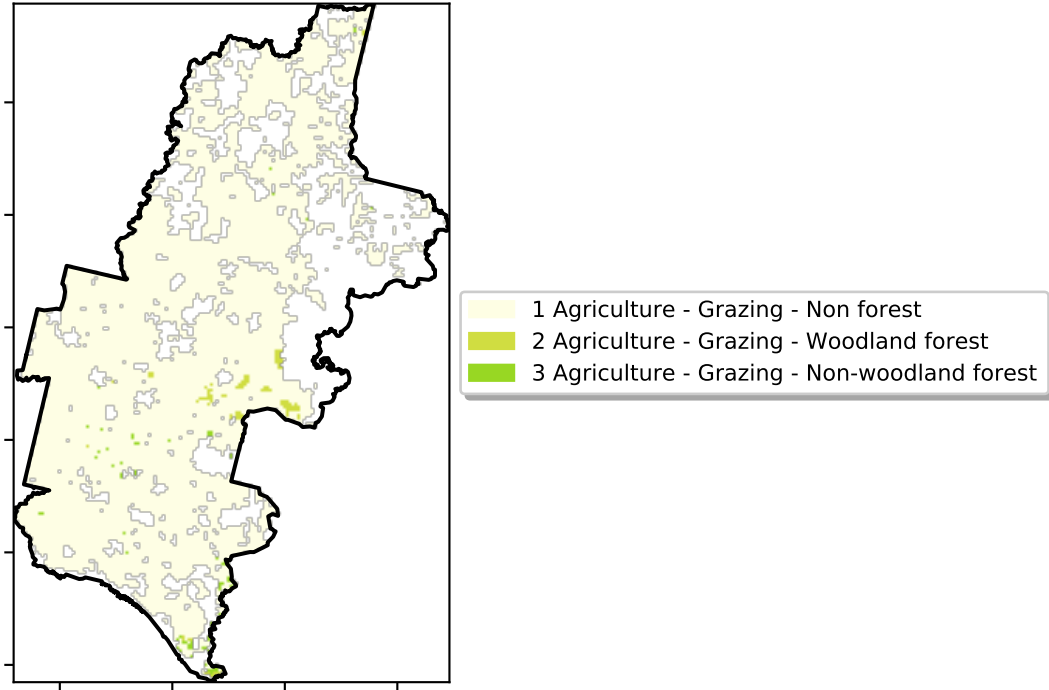 1 Agriculture - Grazing - Non forest
2 Agriculture - Grazing - Woodland forest
3 Agriculture - Grazing - Non-woodland forest